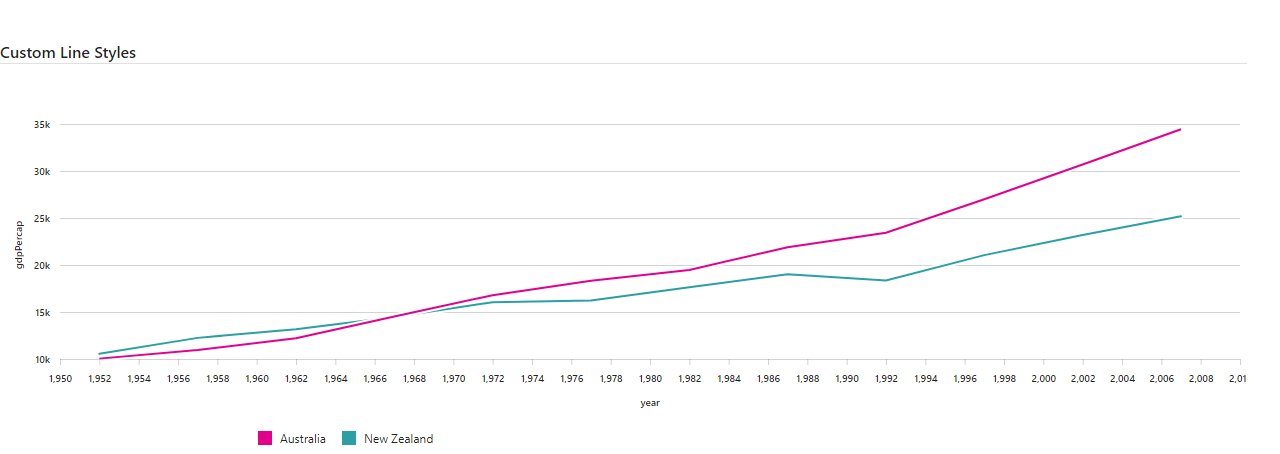 Custom Line Styles
35k
30k
25k
20k
15k
10k
gdpPercap
1,950 1,952 1,954 1,956 1,958 1,960 1,962 1,964 1,966 1,968 1,970 1,972 1,974 1,976 1,978 1,980 1,982 1,984 1,986 1,988 1,990 1,992 1,994 1,996 1,998 2,000 2,002 2,004 2,006 2,008 2,01
year
Australia New Zealand